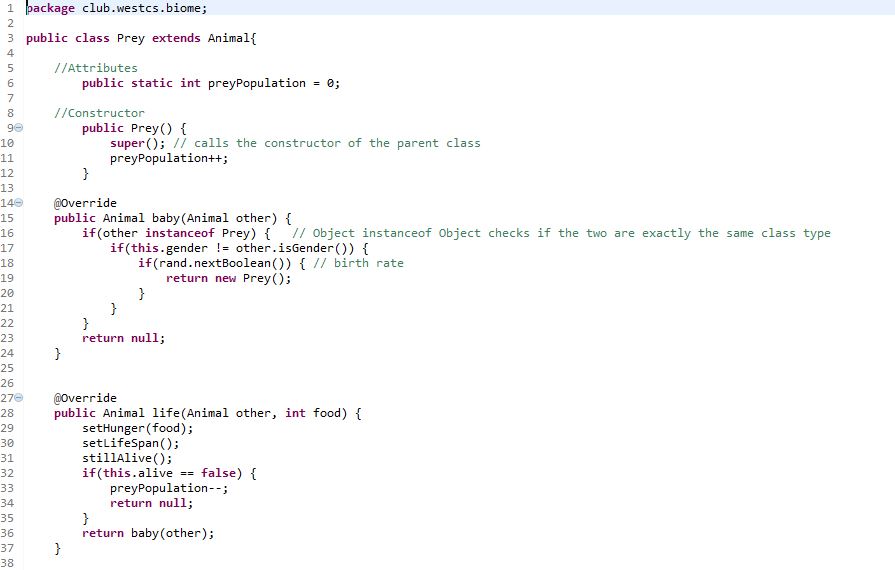 1 package club.westcs.biome;
2
3 public class Prey extends Animal{
4
5     //Attributes
6         public static int preyPopulation = 0;
7
8     //Constructor
9         public Prey() {
10             super(); // calls the constructor of the parent class
11             preyPopulation++;
12         }
13
14     @Override
15     public Animal baby(Animal other) {
16         if(other instanceof Prey) {   // Object instanceof Object checks if the two are exactly the same class type
17             if(this.gender != other.isGender()) {
18                 if(rand.nextBoolean()) { // birth rate
19                     return new Prey();
20                 }
21             }
22         }
23         return null;
24     }
25
26
27     @Override
28     public Animal life(Animal other, int food) {
29         setHunger(food);
30         setLifeSpan();
31         stillAlive();
32         if(this.alive == false) {
33             preyPopulation--;
34             return null;
35         }
36         return baby(other);
37     }
38